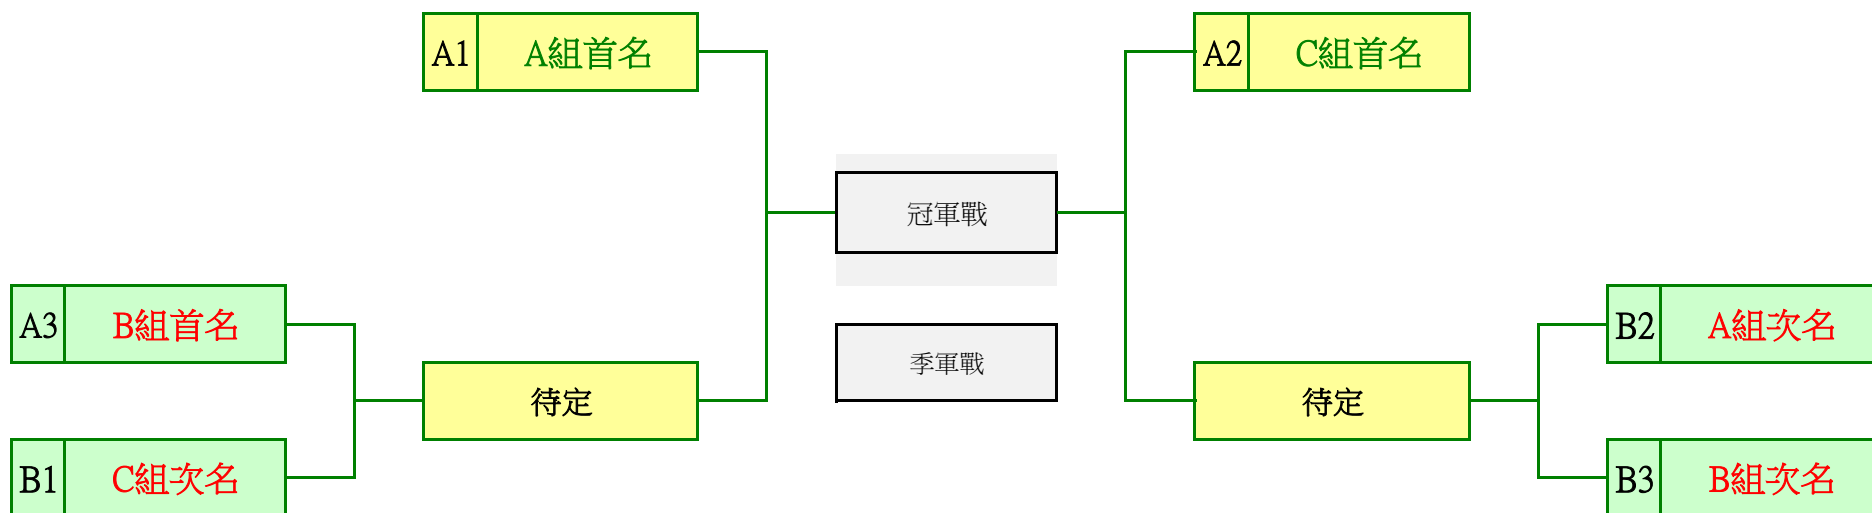 A1 A組首名
A2 C組首名
冠軍戰
A3 B組首名
B2 A組次名
季軍戰
待定
待定
B1 C組次名
B3 B組次名